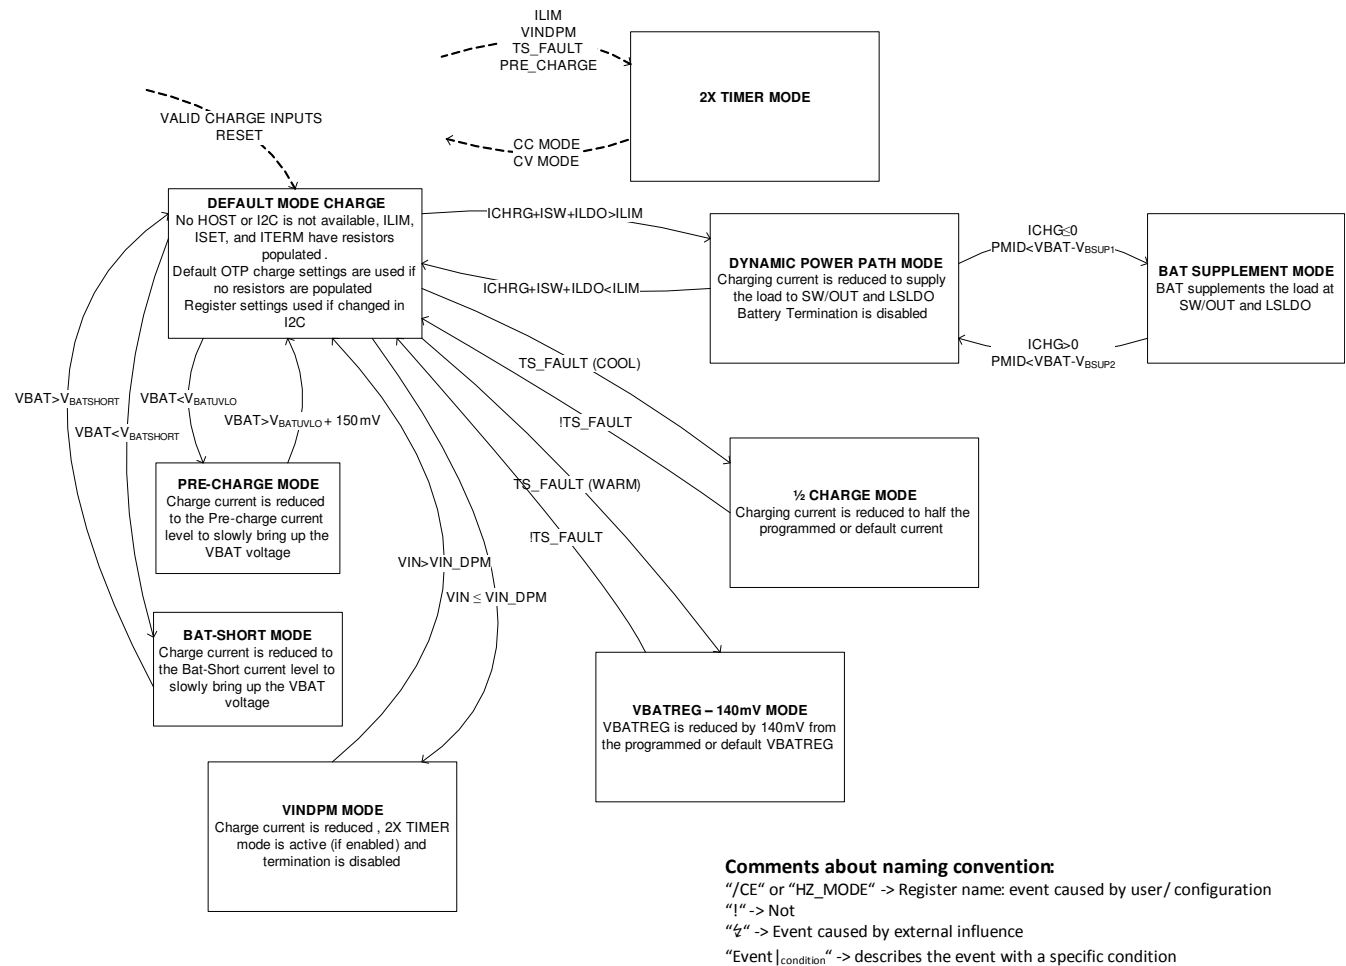 ILIM
VINDPM
TS_FAULT
PRE_CHARGE
2X TIMER MODE
VALID CHARGE INPUTS
RESET
CC MODE
CV MODE
DEFAULT MODE CHARGE
No HOST or I2C is not available, ILIM,
ISET, and ITERM have resistors
populated .
Default OTP charge settings are used if
no resistors are populated
Register settings used if changed in
I2C
ICHRG+ISW+ILDO>ILIM
ICHRG+ISW+ILDO<ILIM
DYNAMIC POWER PATH MODE
Charging current is reduced to supply
the load to SW/OUT and LSLDO
Battery Termination is disabled
ICHG≤0
PMID<VBAT-VBSUP1
BAT SUPPLEMENT MODE
BAT supplements the load at
SW/OUT and LSLDO
ICHG>0
PMID<VBAT-VBSUP2
TS_FAULT (COOL)
!TS_FAULT
VBAT>VBATSHORT
VBAT<VBATUVLO
VBAT>VBATUVLO + 150mV
VBAT<VBATSHORT
PRE-CHARGE MODE
Charge current is reduced
to the Pre-charge current
level to slowly bring up the
VBAT voltage
TS_FAULT (WARM)
!TS_FAULT
½ CHARGE MODE
Charging current is reduced to half the
programmed or default current
VIN>VIN_DPM
VIN ≤ VIN_DPM
BAT-SHORT MODE
Charge current is reduced to
the Bat-Short current level to
slowly bring up the VBAT
voltage
VBATREG – 140mV MODE
VBATREG is reduced by 140mV from
the programmed or default VBATREG
VINDPM MODE
Charge current is reduced , 2X TIMER
mode is active (if enabled) and
termination is disabled
Comments about naming convention:
“/CE“ or “HZ_MODE“ -> Register name: event caused by user/ configuration
“!“ -> Not
“↯“ -> Event caused by external influence
“Event|condition“ -> describes the event with a specific condition